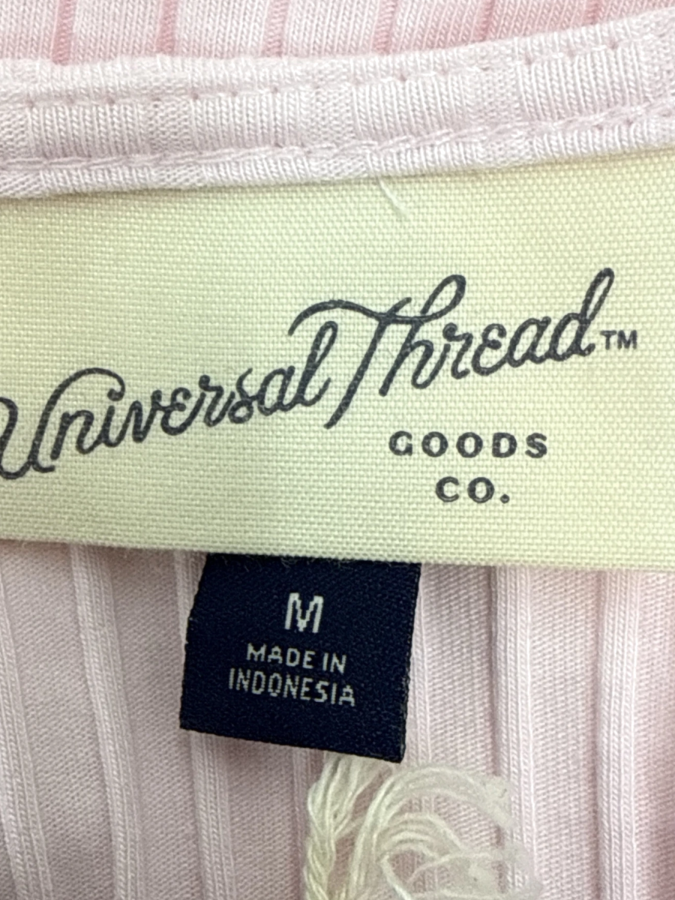 Universal Thread™
GOODS
CO.
M
MADE IN
INDONESIA